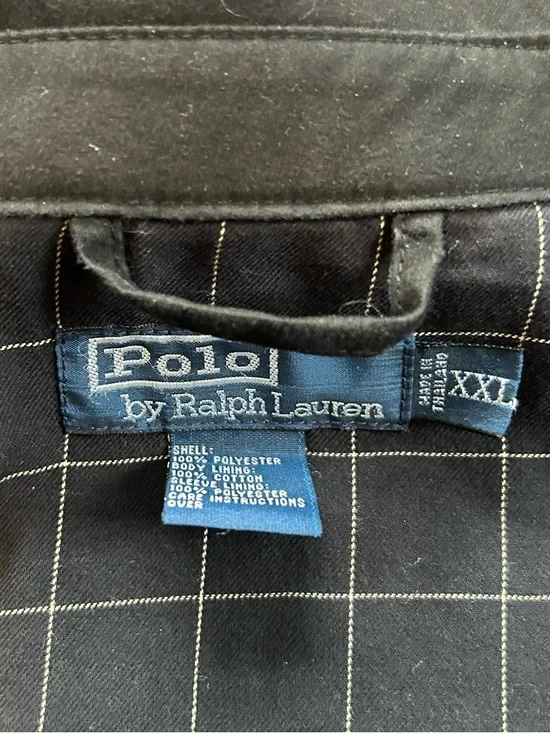 Polo
by Ralph Lauren
MADE IN
THAILAND
XXL
SHELL:
100% POLYESTER
BODY LINING:
100% COTTON
SLEEVE LINING:
100% POLYESTER
CARE INSTRUCTIONS
OVER